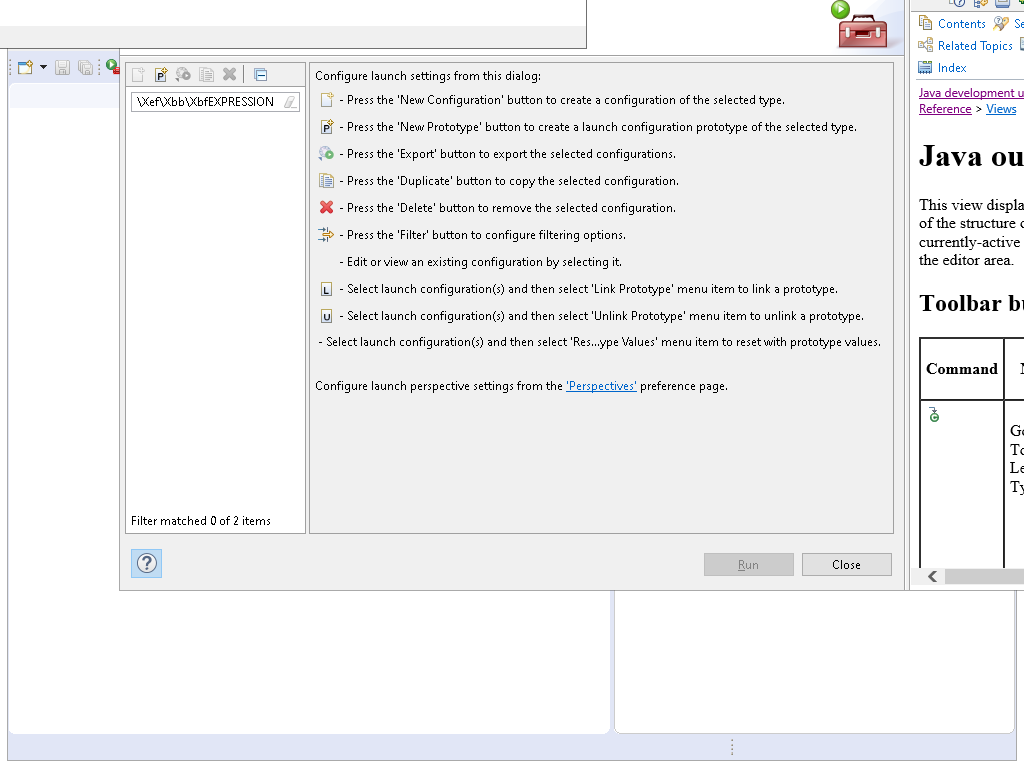 Contents
Related Topics
Index
Java development
Reference > Views
Java
This view
of the structure
currently-active
the editor area.
Toolbar
Command
\Xef\Xbb\XbfEXPRESSION
Filter matched 0 of 2 items
Configure launch settings from this dialog:
- Press the 'New Configuration' button to create a configuration of the selected type.
P - Press the 'New Prototype' button to create a launch configuration prototype of the selected type.
- Press the 'Export' button to export the selected configurations.
- Press the 'Duplicate' button to copy the selected configuration.
- Press the 'Delete' button to remove the selected configuration.
- Press the 'Filter' button to configure filtering options.
- Edit or view an existing configuration by selecting it.
L - Select launch configuration(s) and then select 'Link Prototype' menu item to link a prototype.
U - Select launch configuration(s) and then select 'Unlink Prototype' menu item to unlink a prototype.
- Select launch configuration(s) and then select 'Res...ype Values' menu item to reset with prototype values.
Configure launch perspective settings from the 'Perspectives' preference page.
Run
Close